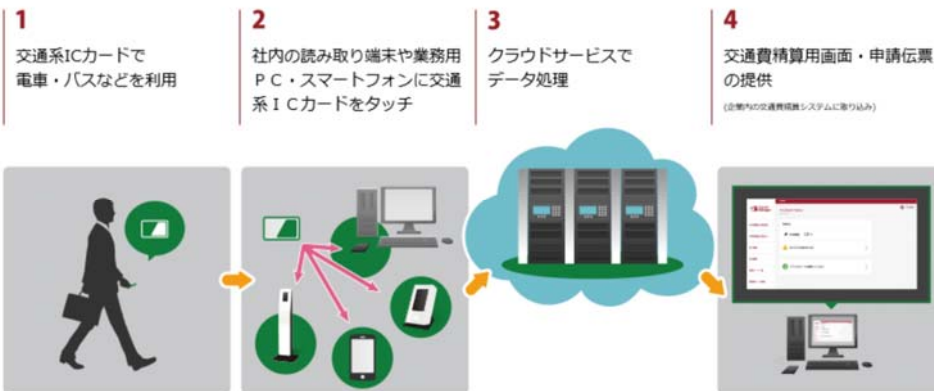 1
交通系ICカードで
電車・バスなどを利用
2
社内の読み取り端末や業務用
ＰＣ・スマートフォンに交通
系ＩＣカードをタッチ
3
クラウドサービスで
データ処理
4
交通費精算用画面・申請伝票
の提供
(企業内の交通費精算システムに取り込み)